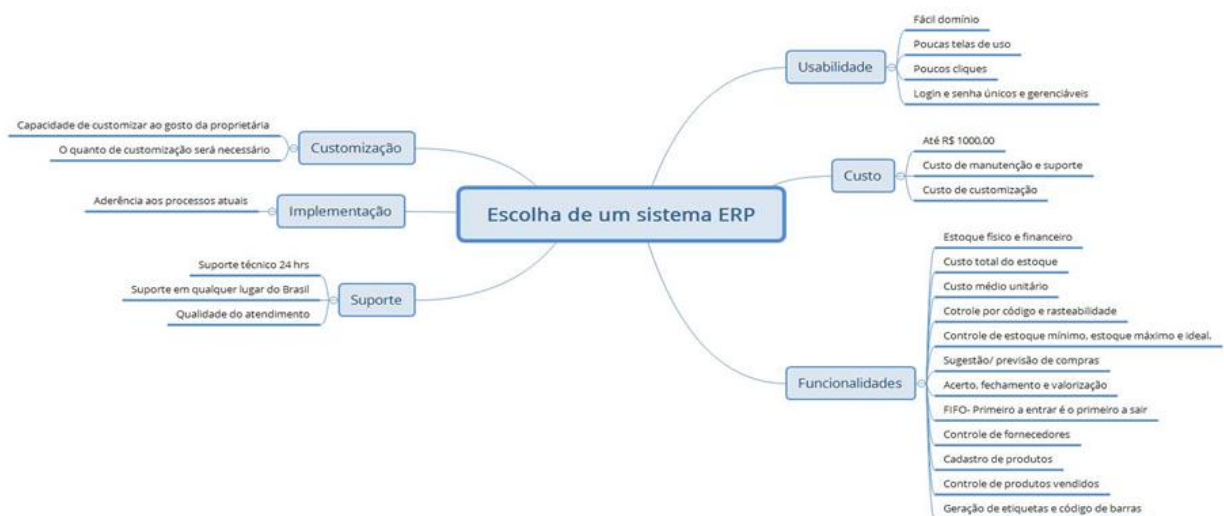 Escolha de um sistema ERP
Usabilidade
Fácil domínio
Poucas telas de uso
Poucos cliques
Login e senha únicos e gerenciáveis
Custo
Até R$ 1000,00
Custo de manutenção e suporte
Custo de customização
Funcionalidades
Estoque físico e financeiro
Custo total do estoque
Custo médio unitário
Cotrole por código e rasteabilidade
Controle de estoque mínimo, estoque máximo e ideal.
Sugestão/ previsão de compras
Acerto, fechamento e valorização
FIFO- Primeiro a entrar é o primeiro a sair
Controle de fornecedores
Cadastro de produtos
Controle de produtos vendidos
Geração de etiquetas e código de barras
Customização
Capacidade de customizar ao gosto da proprietária
O quanto de customização será necessário
Implementação
Aderência aos processos atuais
Suporte
Suporte técnico 24 hrs
Suporte em qualquer lugar do Brasil
Qualidade do atendimento